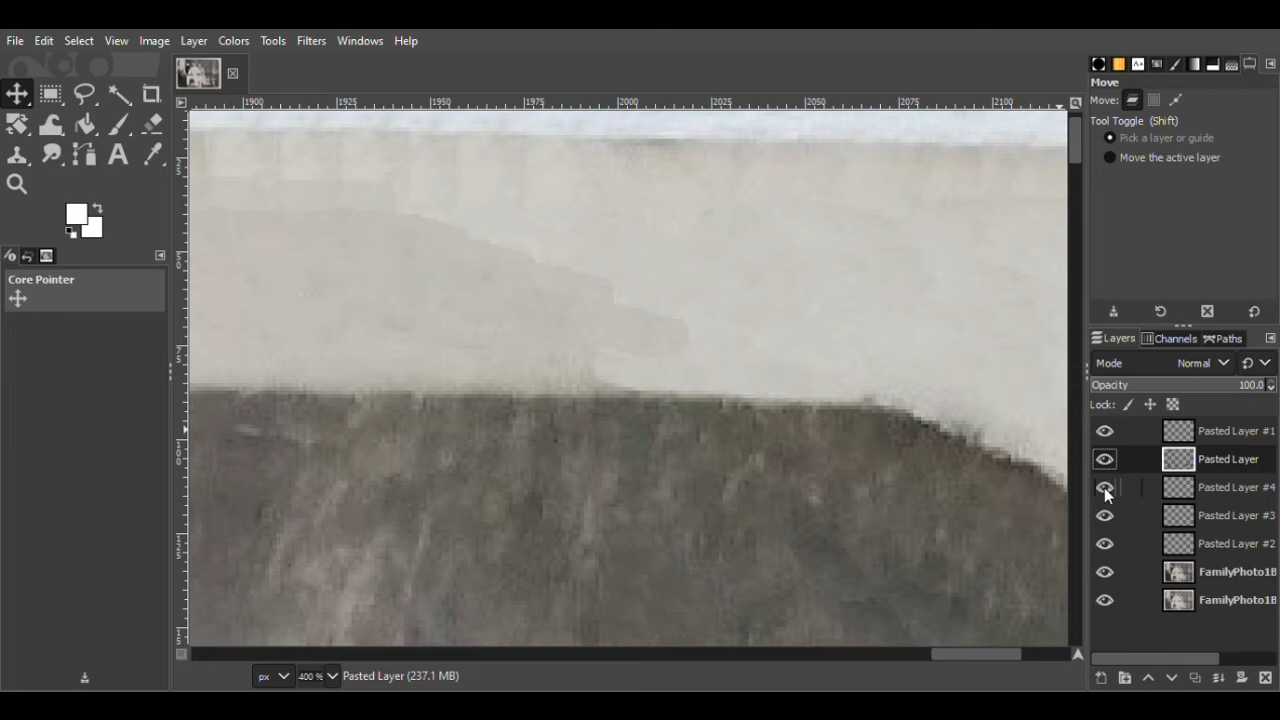 File Edit Select View Image Layer Colors Tools Filters Windows Help
1900 1925 1950 1975 2000 2025 2050 2075 2100
Core Pointer
Move
Move:
Tool Toggle (Shift)
Pick a layer or guide
Move the active layer
Layers Channels Paths
Mode Normal
Opacity 100.0
Lock:
Pasted Layer #1
Pasted Layer
Pasted Layer #4
Pasted Layer #3
Pasted Layer #2
FamilyPhoto1B
FamilyPhoto1B
px 400 % Pasted Layer (237.1 MB)